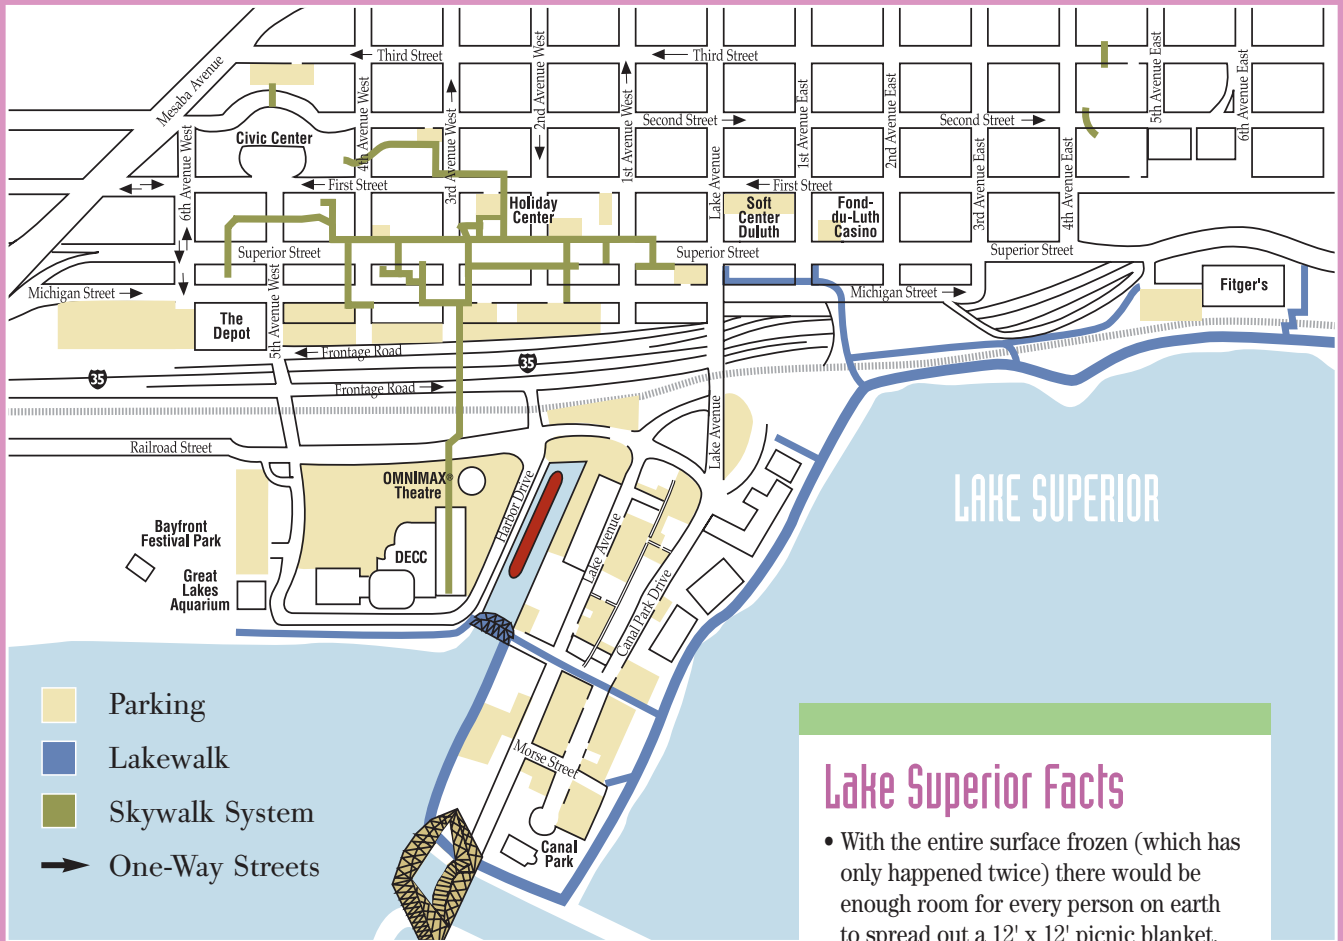 Third Street
Third Street
Mesaba Avenue
6th Avenue West
4th Avenue West
3rd Avenue West
2nd Avenue West
1st Avenue West
Second Street
Second Street
Lake Avenue
1st Avenue East
2nd Avenue East
3rd Avenue East
4th Avenue East
5th Avenue East
6th Avenue East
Civic Center
First Street
First Street
Holiday
Center
Soft
Center
Duluth
Fond-
du-Luth
Casino
Superior Street
Superior Street
Superior Street
Michigan Street
Michigan Street
Fitger's
The
Depot
5th Avenue West
Frontage Road
35
35
Frontage Road
Railroad Street
Lake Avenue
OMNIMAX®
Theatre
Harbor Drive
LAKE SUPERIOR
Bayfront
Festival Park
DECC
Lake Avenue
Great
Lakes
Aquarium
Canal Park Drive
Morse Street
Canal
Park
Parking
Lakewalk
Skywalk System
One-Way Streets
Lake Superior Facts
• With the entire surface frozen (which has
only happened twice) there would be
enough room for every person on earth
to spread out a 12' x 12' picnic blanket.